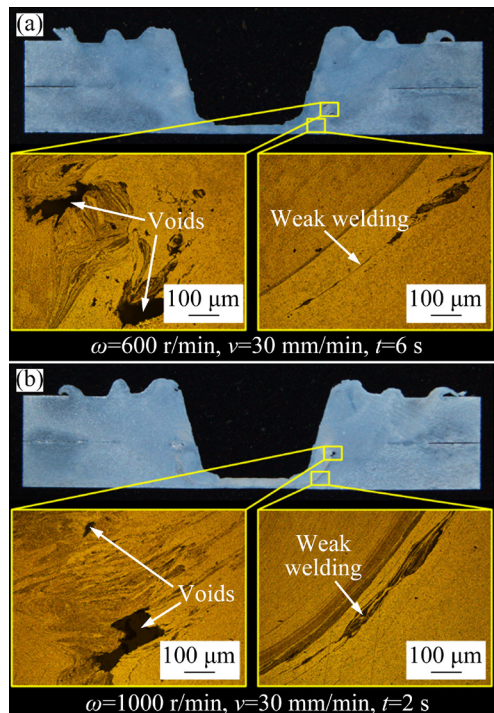 (a)
Voids
Weak welding
100 μm
100 μm
ω=600 r/min, v=30 mm/min, t=6 s
(b)
Voids
Weak
welding
100 μm
100 μm
ω=1000 r/min, v=30 mm/min, t=2 s